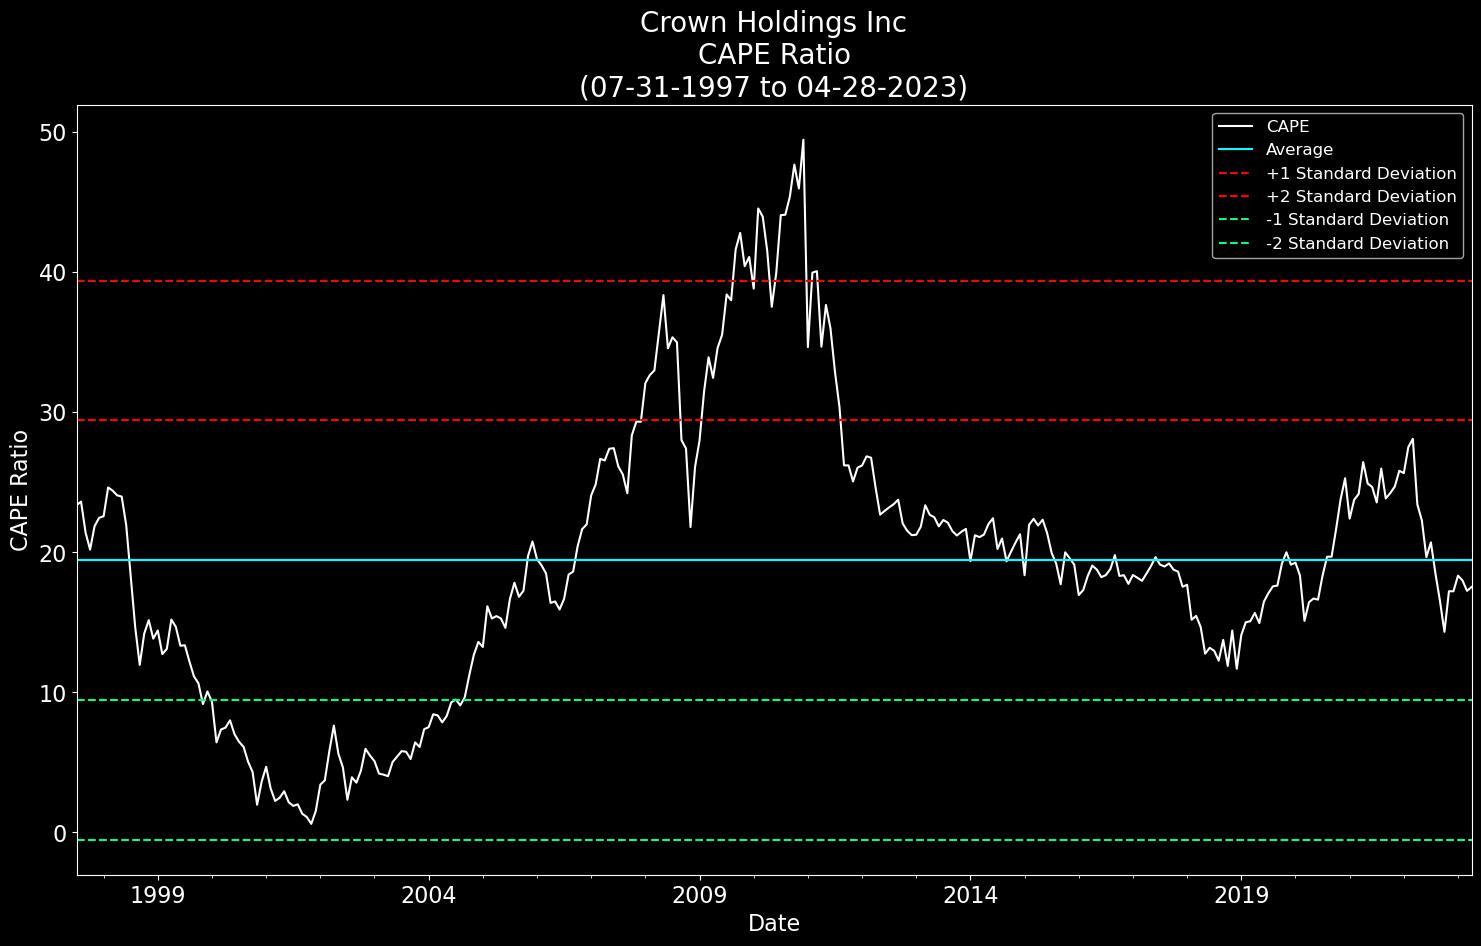 Crown Holdings Inc
CAPE Ratio
(07-31-1997 to 04-28-2023)
CAPE
Average
+1 Standard Deviation
+2 Standard Deviation
-1 Standard Deviation
-2 Standard Deviation
CAPE Ratio
50
40
30
20
10
0
1999 2004 2009 2014 2019
Date